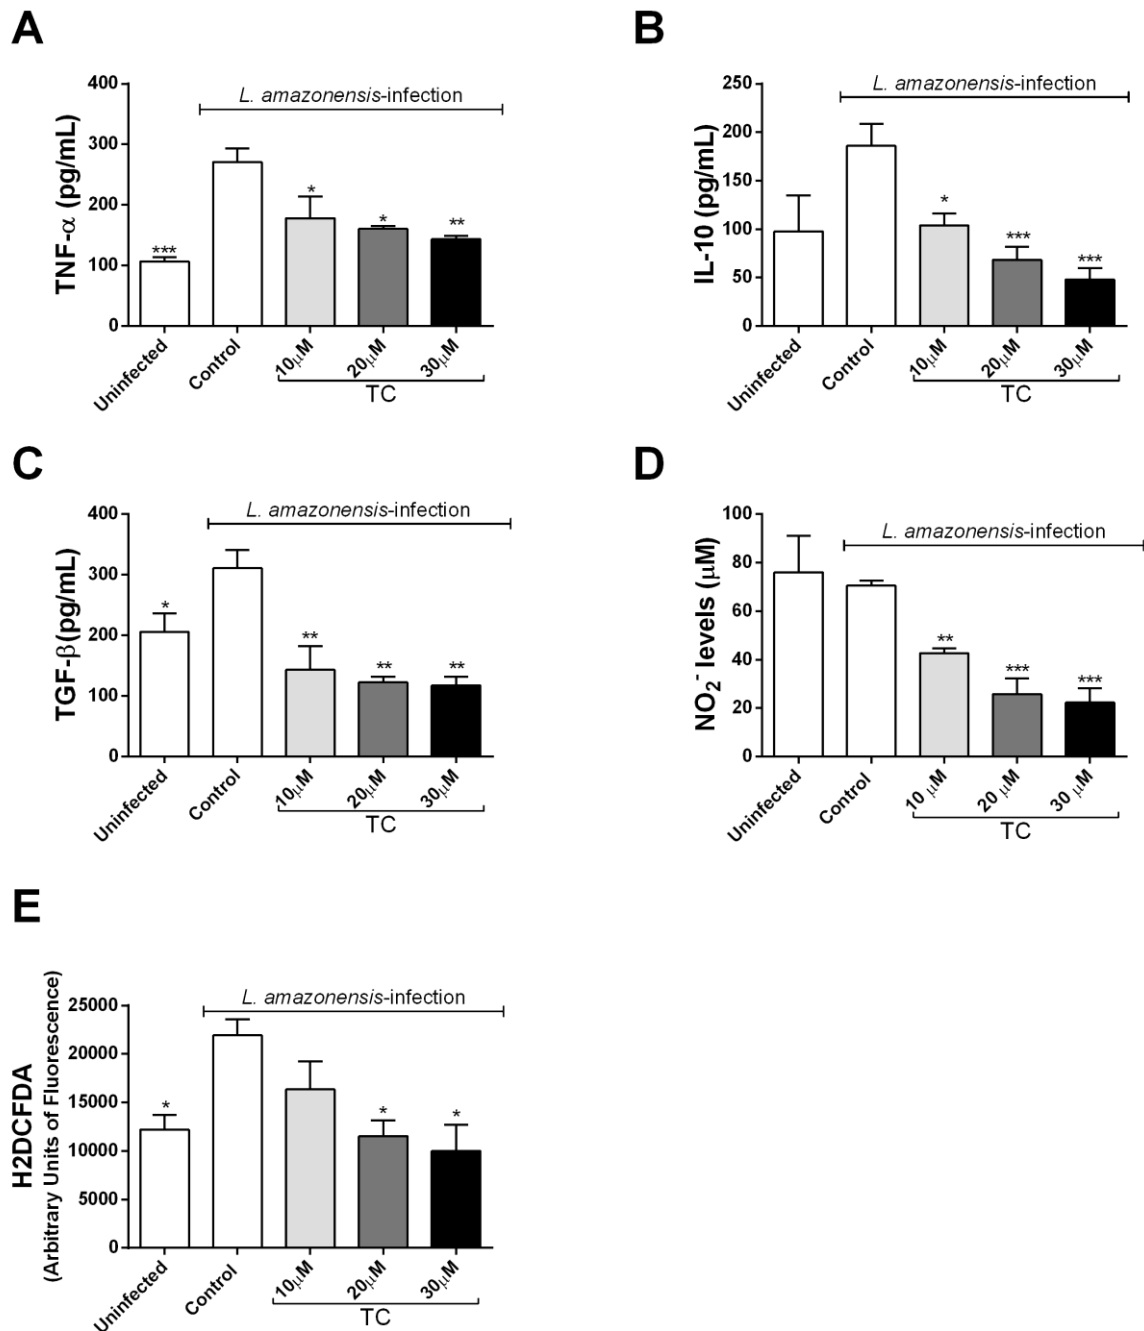 A
L. amazonensis-infection
TNF-α (pg/mL)
400
300
200
100
0
***
*
*
**
Uninfected
Control
10μM
20μM
30μM
TC
B
L. amazonensis-infection
IL-10 (pg/mL)
250
200
150
100
50
0
*
***
***
Uninfected
Control
10μM
20μM
30μM
TC
C
L. amazonensis-infection
TGF-β(pg/mL)
400
300
200
100
0
*
**
**
**
Uninfected
Control
10μM
20μM
30μM
TC
D
L. amazonensis-infection
NO₂⁻ levels (μM)
100
80
60
40
20
0
**
***
***
Uninfected
Control
10 μM
20 μM
30 μM
TC
E
L. amazonensis-infection
H2DCFDA
(Arbitrary Units of Fluorescence)
25000
20000
15000
10000
5000
0
*
*
*
Uninfected
Control
10μM
20μM
30μM
TC